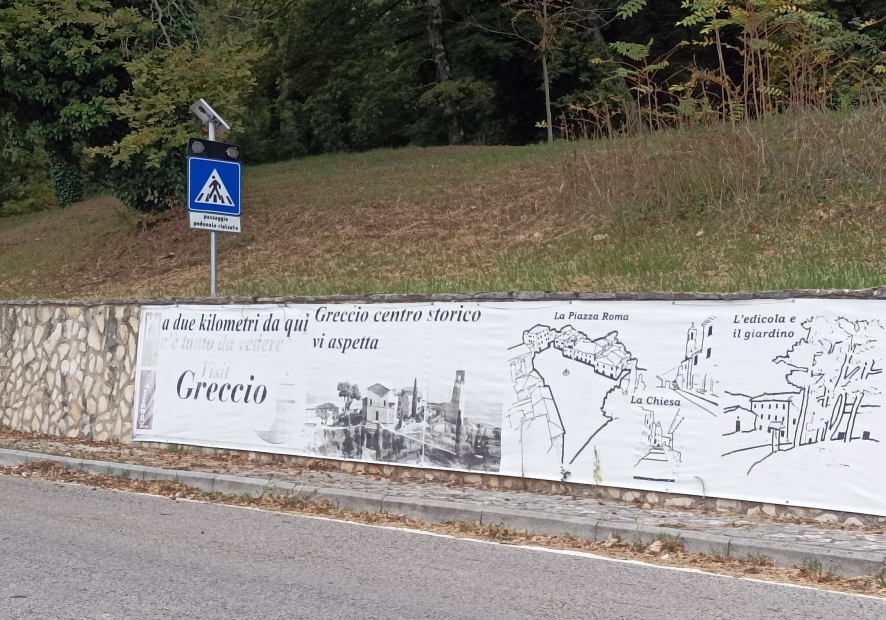 passaggio
pedonale rialzato
a due kilometri da qui
c'è tanto da vedere
Visit
Greccio
Greccio centro storico
vi aspetta
La Piazza Roma
La Chiesa
L'edicola e
il giardino